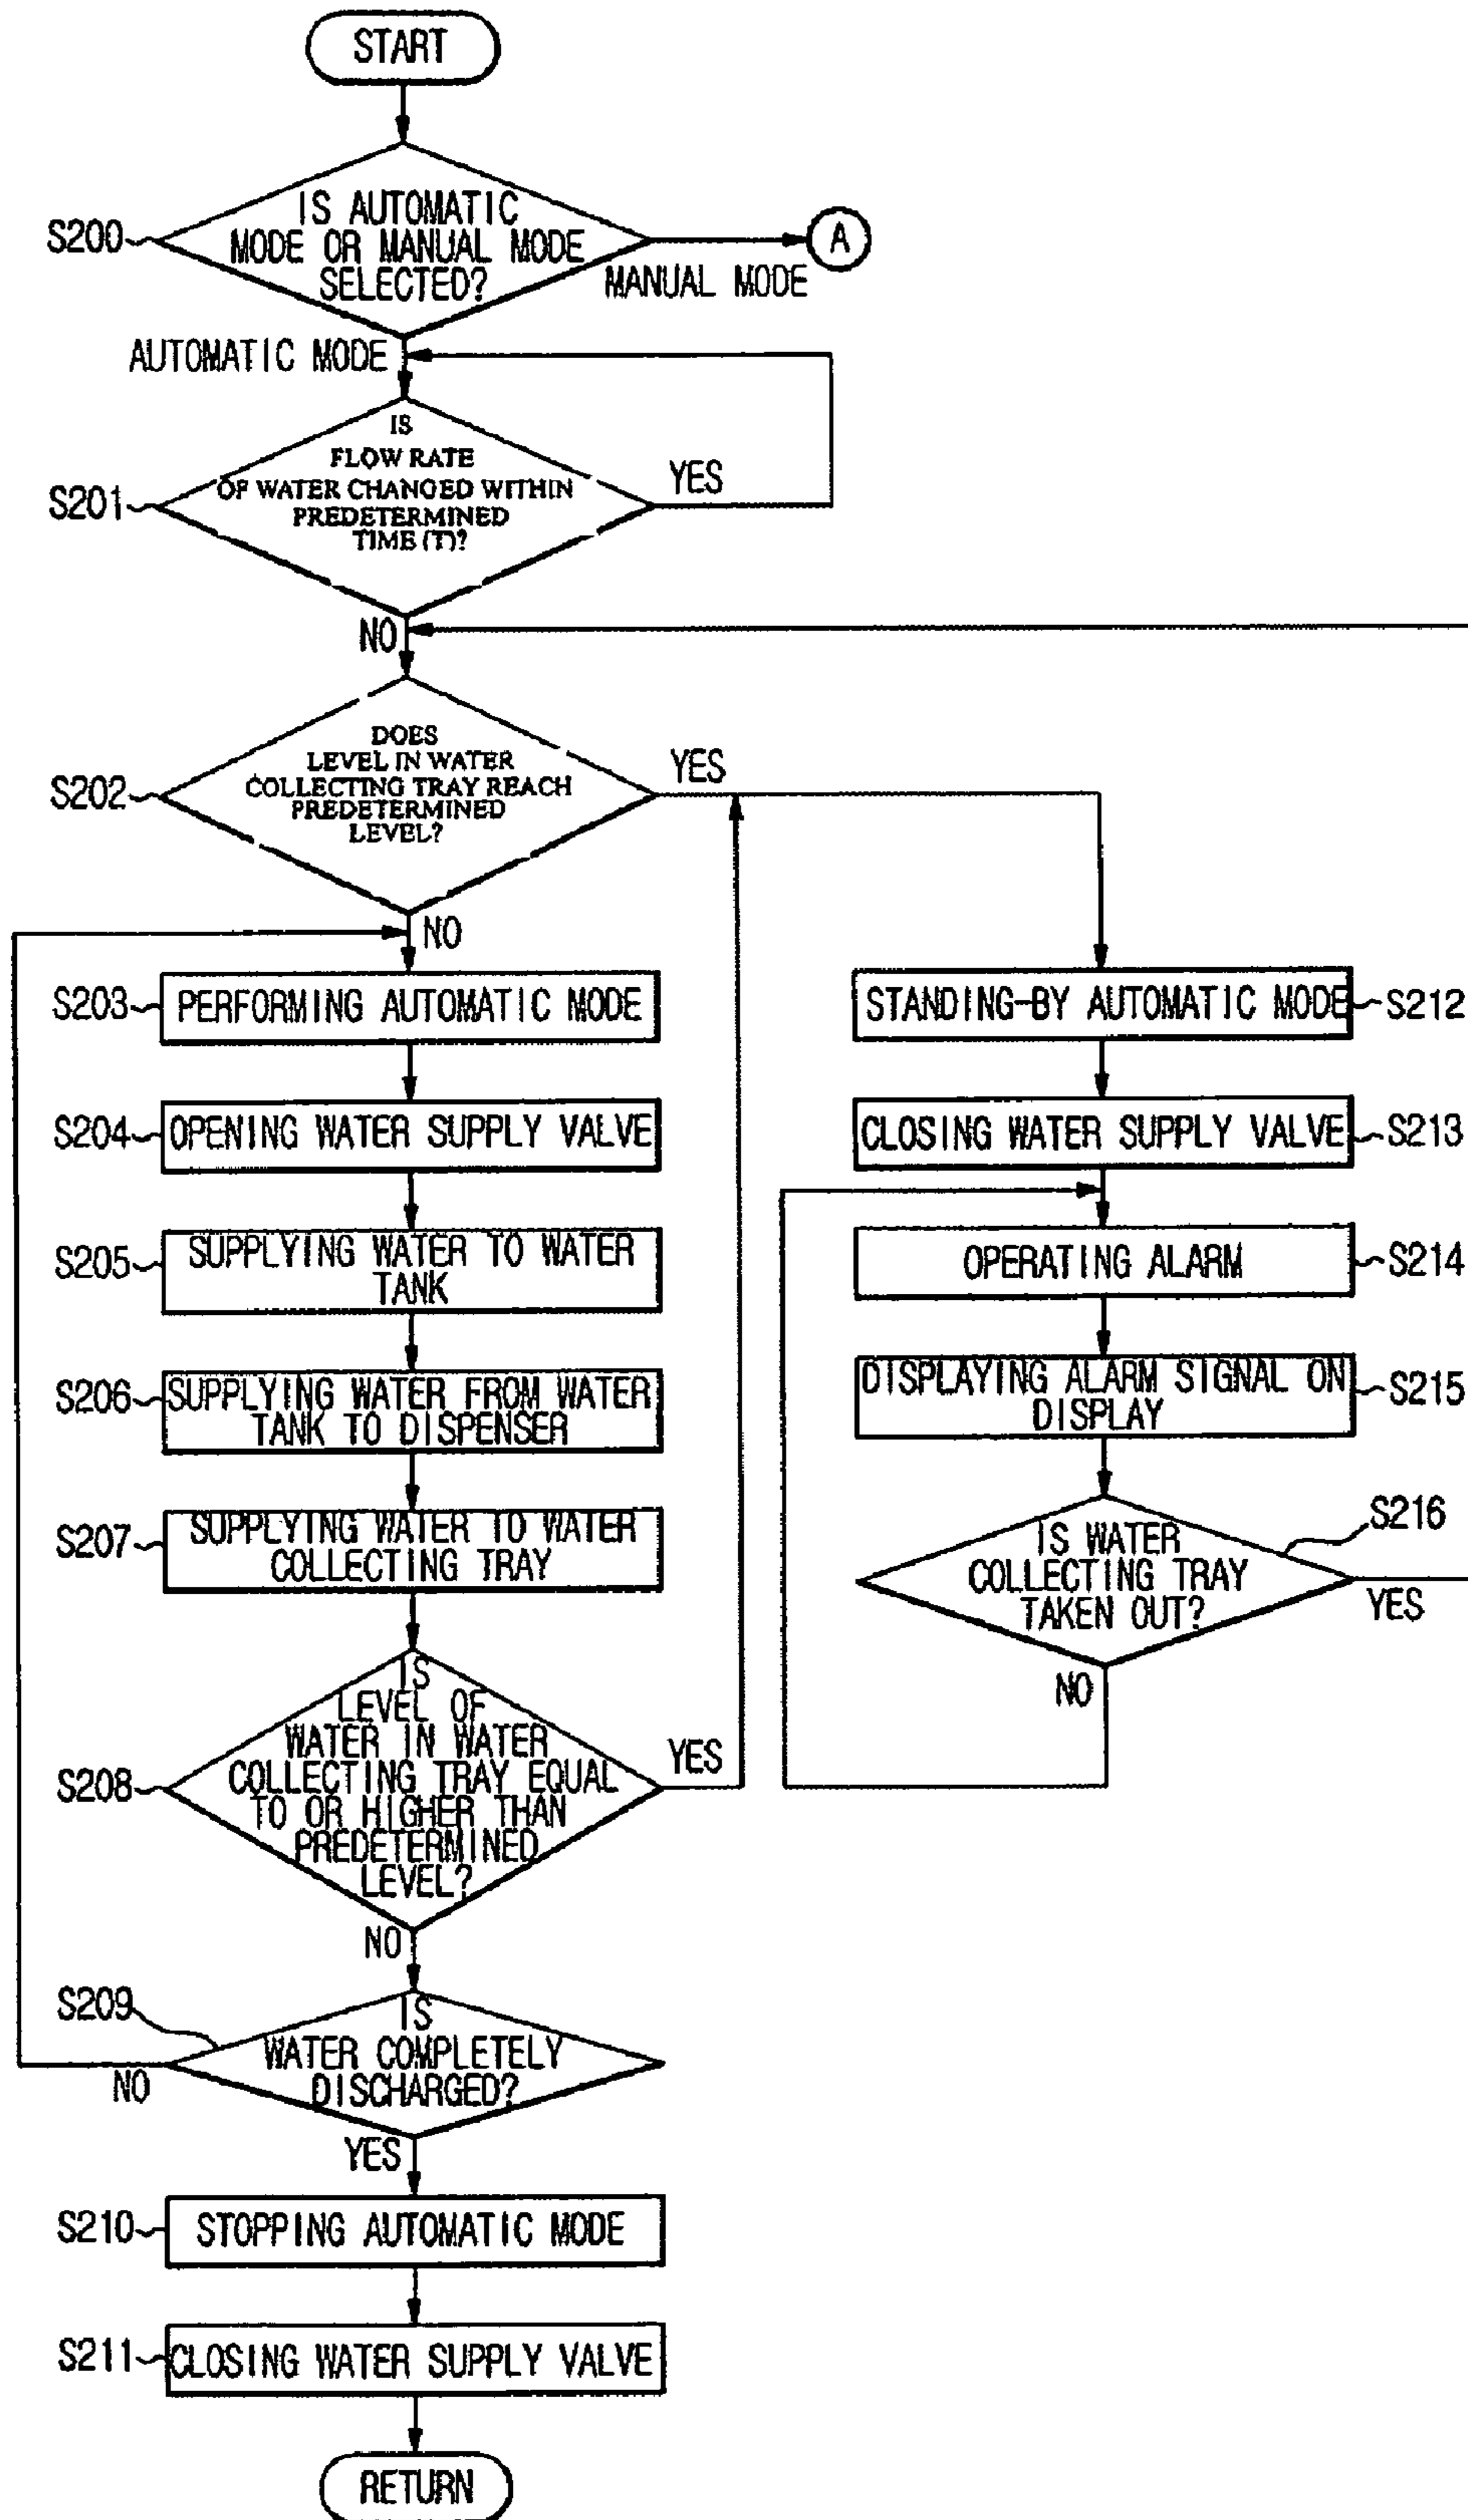 START
S200
IS AUTOMATIC
MODE OR MANUAL MODE
SELECTED?
A
MANUAL MODE
AUTOMATIC MODE
S201
IS
FLOW RATE
OF WATER CHANGED WITHIN
PREDETERMINED
TIME (T)?
YES
NO
S202
DOES
LEVEL IN WATER
COLLECTING TRAY REACH
PREDETERMINED
LEVEL?
YES
NO
S203
PERFORMING AUTOMATIC MODE
S204
OPENING WATER SUPPLY VALVE
S205
SUPPLYING WATER TO WATER
TANK
S206
SUPPLYING WATER FROM WATER
TANK TO DISPENSER
S207
SUPPLYING WATER TO WATER
COLLECTING TRAY
S208
IS
LEVEL OF
WATER IN WATER
COLLECTING TRAY EQUAL
TO OR HIGHER THAN
PREDETERMINED
LEVEL?
YES
NO
S209
IS
WATER COMPLETELY
DISCHARGED?
NO
YES
S210
STOPPING AUTOMATIC MODE
S211
CLOSING WATER SUPPLY VALVE
RETURN
STANDING-BY AUTOMATIC MODE
S212
CLOSING WATER SUPPLY VALVE
S213
OPERATING ALARM
S214
DISPLAYING ALARM SIGNAL ON
DISPLAY
S215
IS WATER
COLLECTING TRAY
TAKEN OUT?
S216
YES
NO